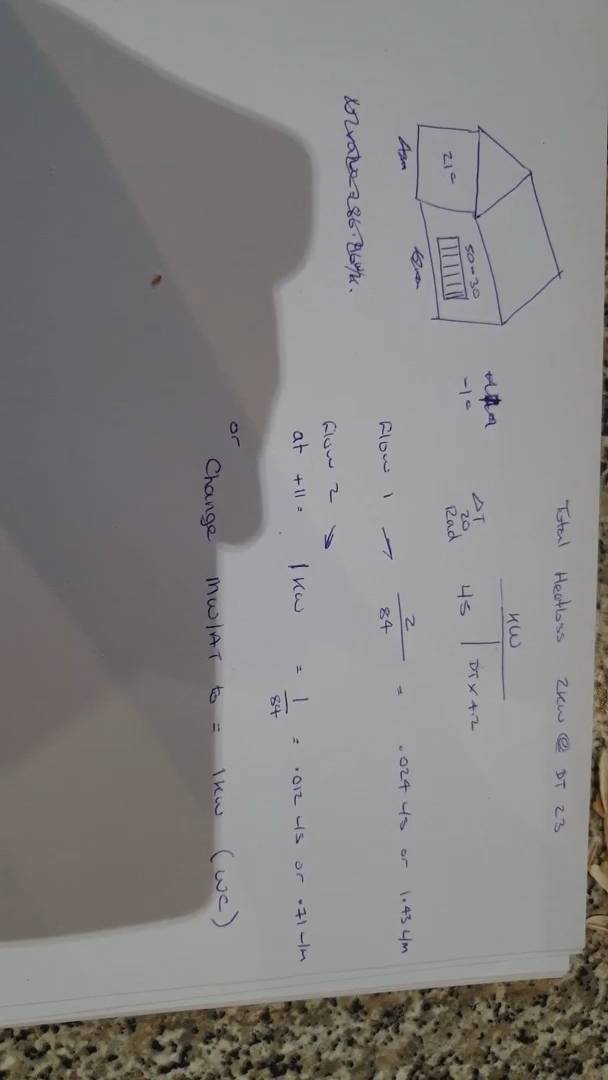 Total Heatloss 2KW @ DT 23
-1°
ΔT
20
Rad
KW
L/s | DT x 4.2
21°
50-30
4m
Flow 1 → 2/84 = .024 L/s or 1.43 L/m
Flow 2 ↘
at +11° 1KW = 1/84 = .012 L/s or .71 L/m
or Change MW/AT to = 1KW (WC)